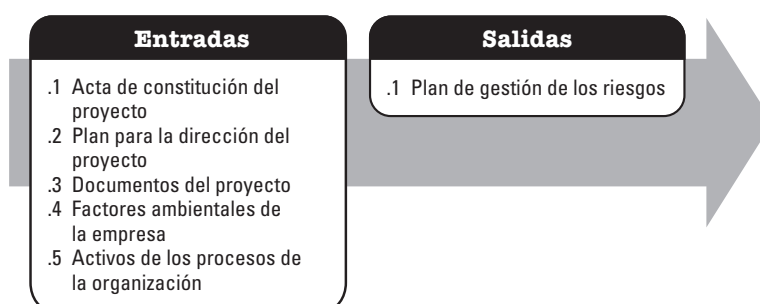 Entradas
.1 Acta de constitución del
proyecto
.2 Plan para la dirección del
proyecto
.3 Documentos del proyecto
.4 Factores ambientales de
la empresa
.5 Activos de los procesos de
la organización
Salidas
.1 Plan de gestión de los riesgos